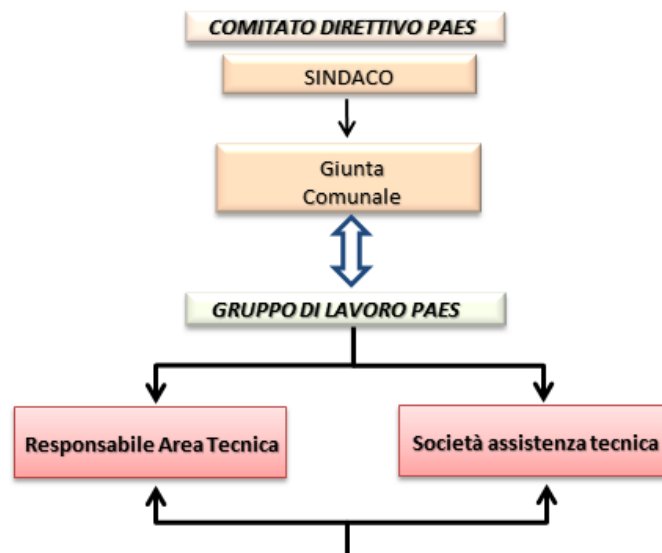 COMITATO DIRETTIVO PAES
SINDACO
Giunta
Comunale
GRUPPO DI LAVORO PAES
Responsabile Area Tecnica
Società assistenza tecnica